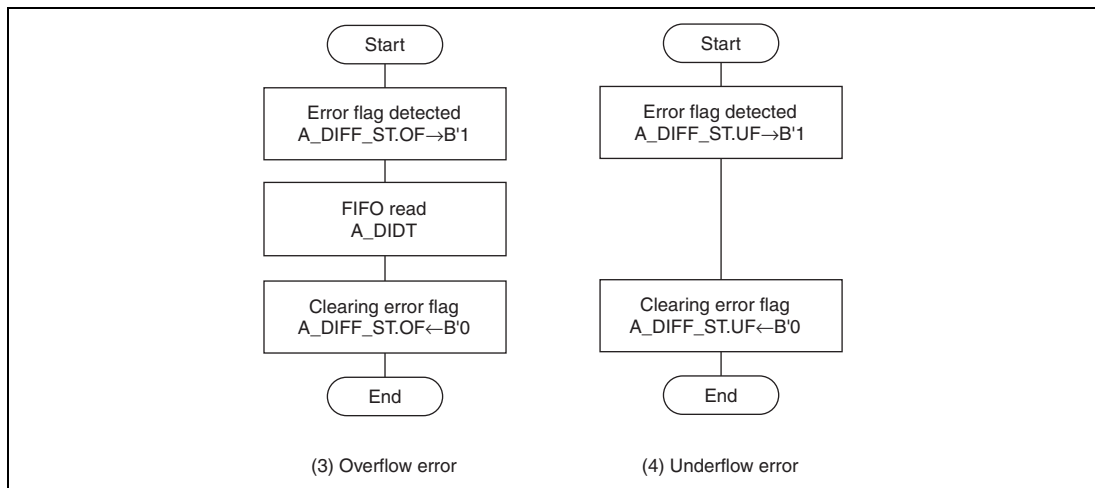 Start
Error flag detected
A_DIFF_ST.OF→B'1
FIFO read
A_DIDT
Clearing error flag
A_DIFF_ST.OF←B'0
End
(3) Overflow error
Start
Error flag detected
A_DIFF_ST.UF→B'1
Clearing error flag
A_DIFF_ST.UF←B'0
End
(4) Underflow error